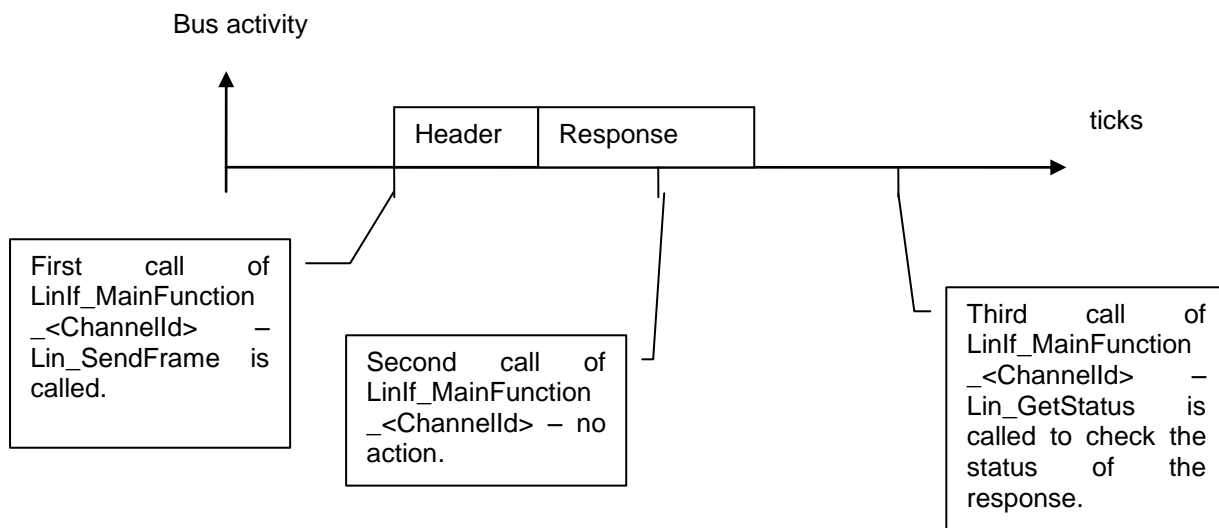 Bus activity
ticks
Header
Response
First call of
LinIf_MainFunction
_<ChannelId> –
Lin_SendFrame is
called.
Second call of
LinIf_MainFunction
_<ChannelId> – no
action.
Third call of
LinIf_MainFunction
_<ChannelId> –
Lin_GetStatus is
called to check the
status of the
response.